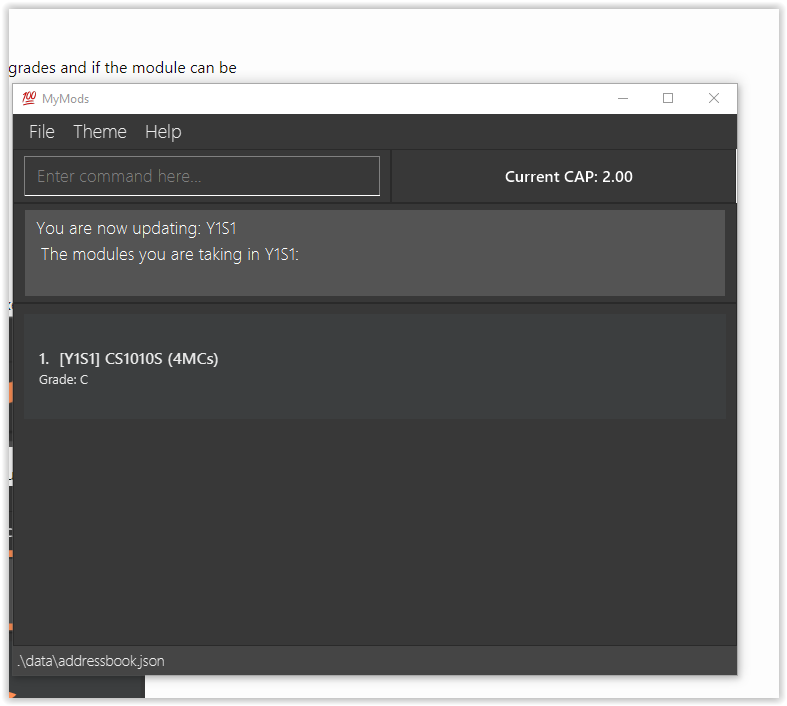 grades and if the module can be
💯 MyMods
File Theme Help
Enter command here...
Current CAP: 2.00
You are now updating: Y1S1
The modules you are taking in Y1S1:
1. [Y1S1] CS1010S (4MCs)
Grade: C
.\data\addressbook.json